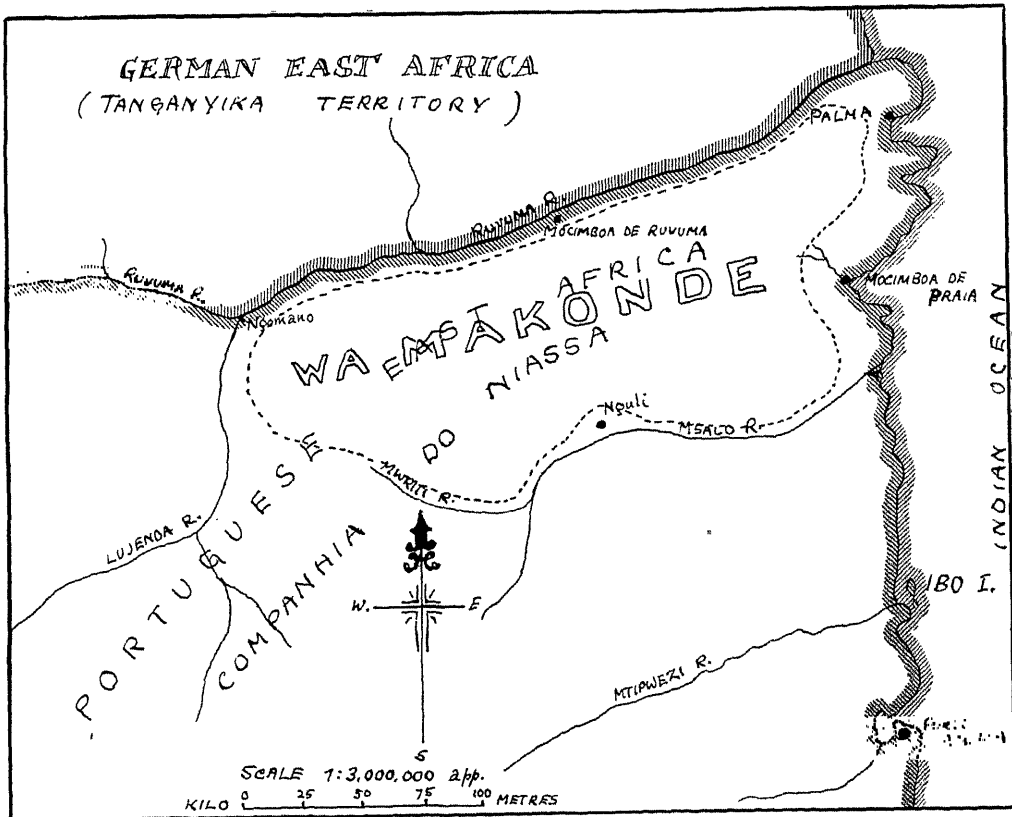 GERMAN EAST AFRICA
(TANGANYIKA TERRITORY)
PALMA
RUVUMA R.
MOCIMBOA DE RUVUMA
RUVUMA R.
Ngomano
MOCIMBOA DE
PRAIA
WAMAKONDE
PORTUGUESE EAST AFRICA
COMPANHIA DO NIASSA
INDIAN OCEAN
Nguli
MSALO R.
MWRITI R.
LUJENDA R.
W. E
S
IBO I.
MTIPWEZI R.
SCALE 1:3,000,000 app.
KILO 0 25 50 75 100 METRES